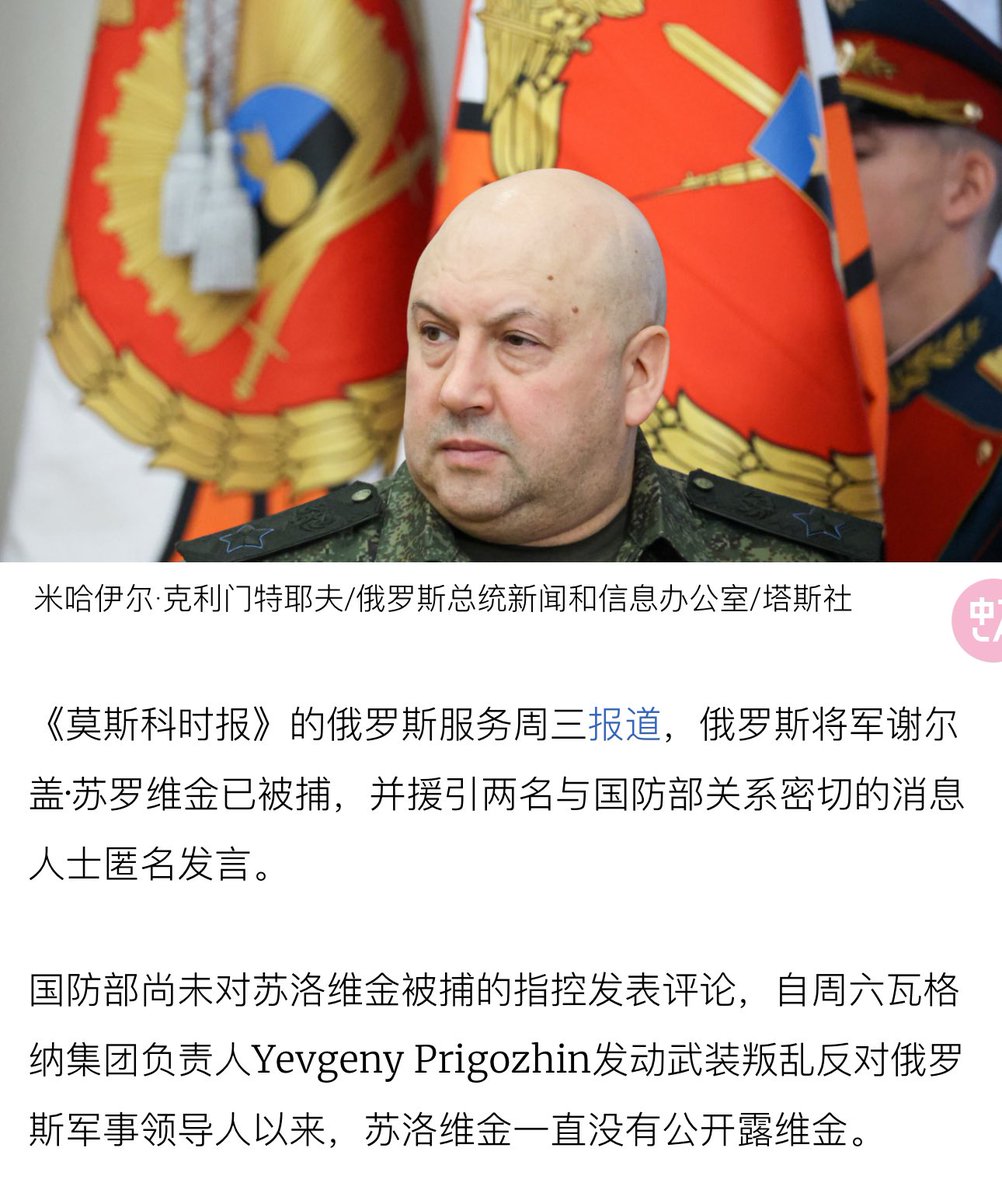 米哈伊尔·克利门特耶夫/俄罗斯总统新闻和信息办公室/塔斯社
中
《莫斯科时报》的俄罗斯服务周三报道，俄罗斯将军谢尔
盖·苏罗维金已被捕，并援引两名与国防部关系密切的消息
人士匿名发言。
国防部尚未对苏洛维金被捕的指控发表评论，自周六瓦格
纳集团负责人Yevgeny Prigozhin发动武装叛乱反对俄罗
斯军事领导人以来，苏洛维金一直没有公开露维金。